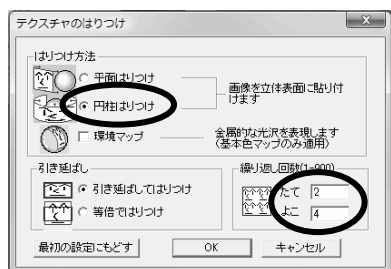 テクスチャのはりつけ
はりつけ方法
平面はりつけ
円柱はりつけ
画像を立体表面に貼り付
けます
環境マップ
金属的な光沢を表現します
(基本色マップのみ適用)
引き延ばし
引き延ばしてはりつけ
等倍ではりつけ
繰り返し回数(1-900)
たて 2
よこ 4
最初の設定にもどす
OK
キャンセル